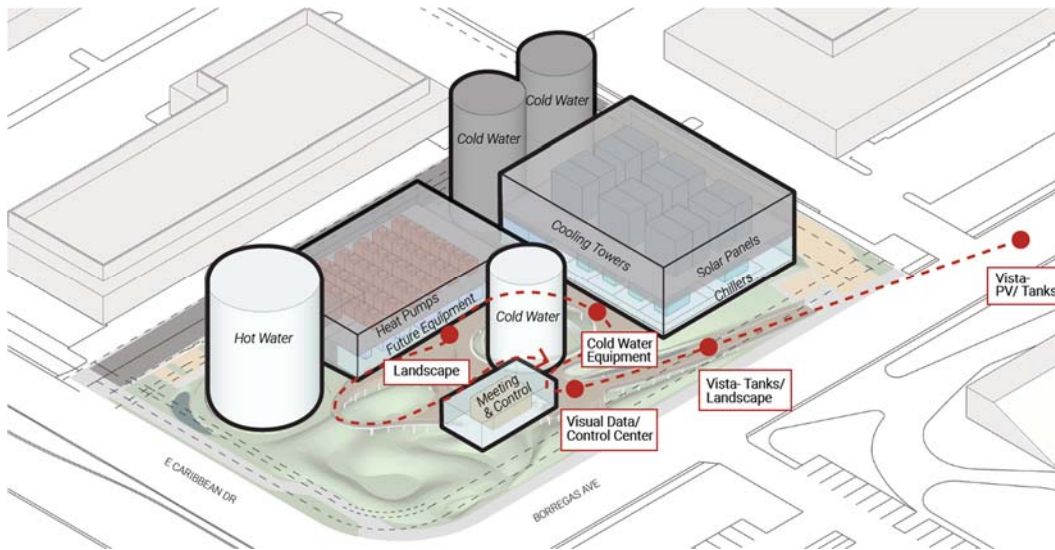 Cold Water
Cold Water
Cooling Towers
Solar Panels
Chillers
Heat Pumps
Future Equipment
Hot Water
Cold Water
Meeting
& Control
Landscape
Cold Water
Equipment
Visual Data/
Control Center
Vista- Tanks/
Landscape
Vista-
PV/ Tanks
E CARIBBEAN DR
BORREGAS AVE